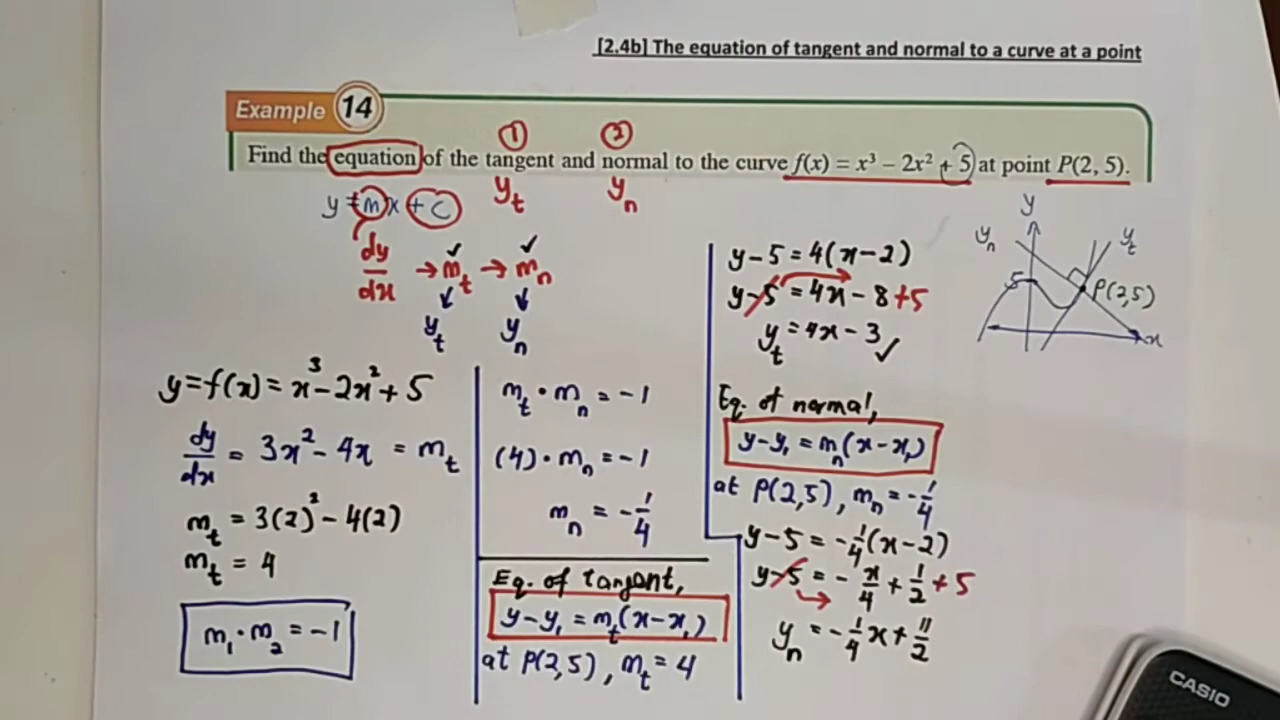 [2.4b] The equation of tangent and normal to a curve at a point
Example 14
① ②
Find the equation of the tangent and normal to the curve f(x) = x³ − 2x² + 5 at point P(2, 5).
y = mx + c
y_t y_n
dy/dx → m_t → m_n
y_t y_n
y = f(x) = x³ − 2x² + 5
dy/dx = 3x² − 4x = m_t
m_t = 3(2)² − 4(2)
m_t = 4
m₁ • m₂ = −1
m_t • m_n = −1
(4) • m_n = −1
m_n = −1/4
Eq. of tangent,
y − y₁ = m_t(x − x₁)
at P(2,5), m_t = 4
y − 5 = 4(x − 2)
y − 5 = 4x − 8 + 5
y_t = 4x − 3 ✓
Eq. of normal,
y − y₁ = m_n(x − x₁)
at P(2,5), m_n = −1/4
y − 5 = −1/4(x − 2)
y − 5 = −x/4 + 1/2 + 5
y_n = −1/4x + 11/2
y
y_n y_t
5
P(2,5)
x
CASIO